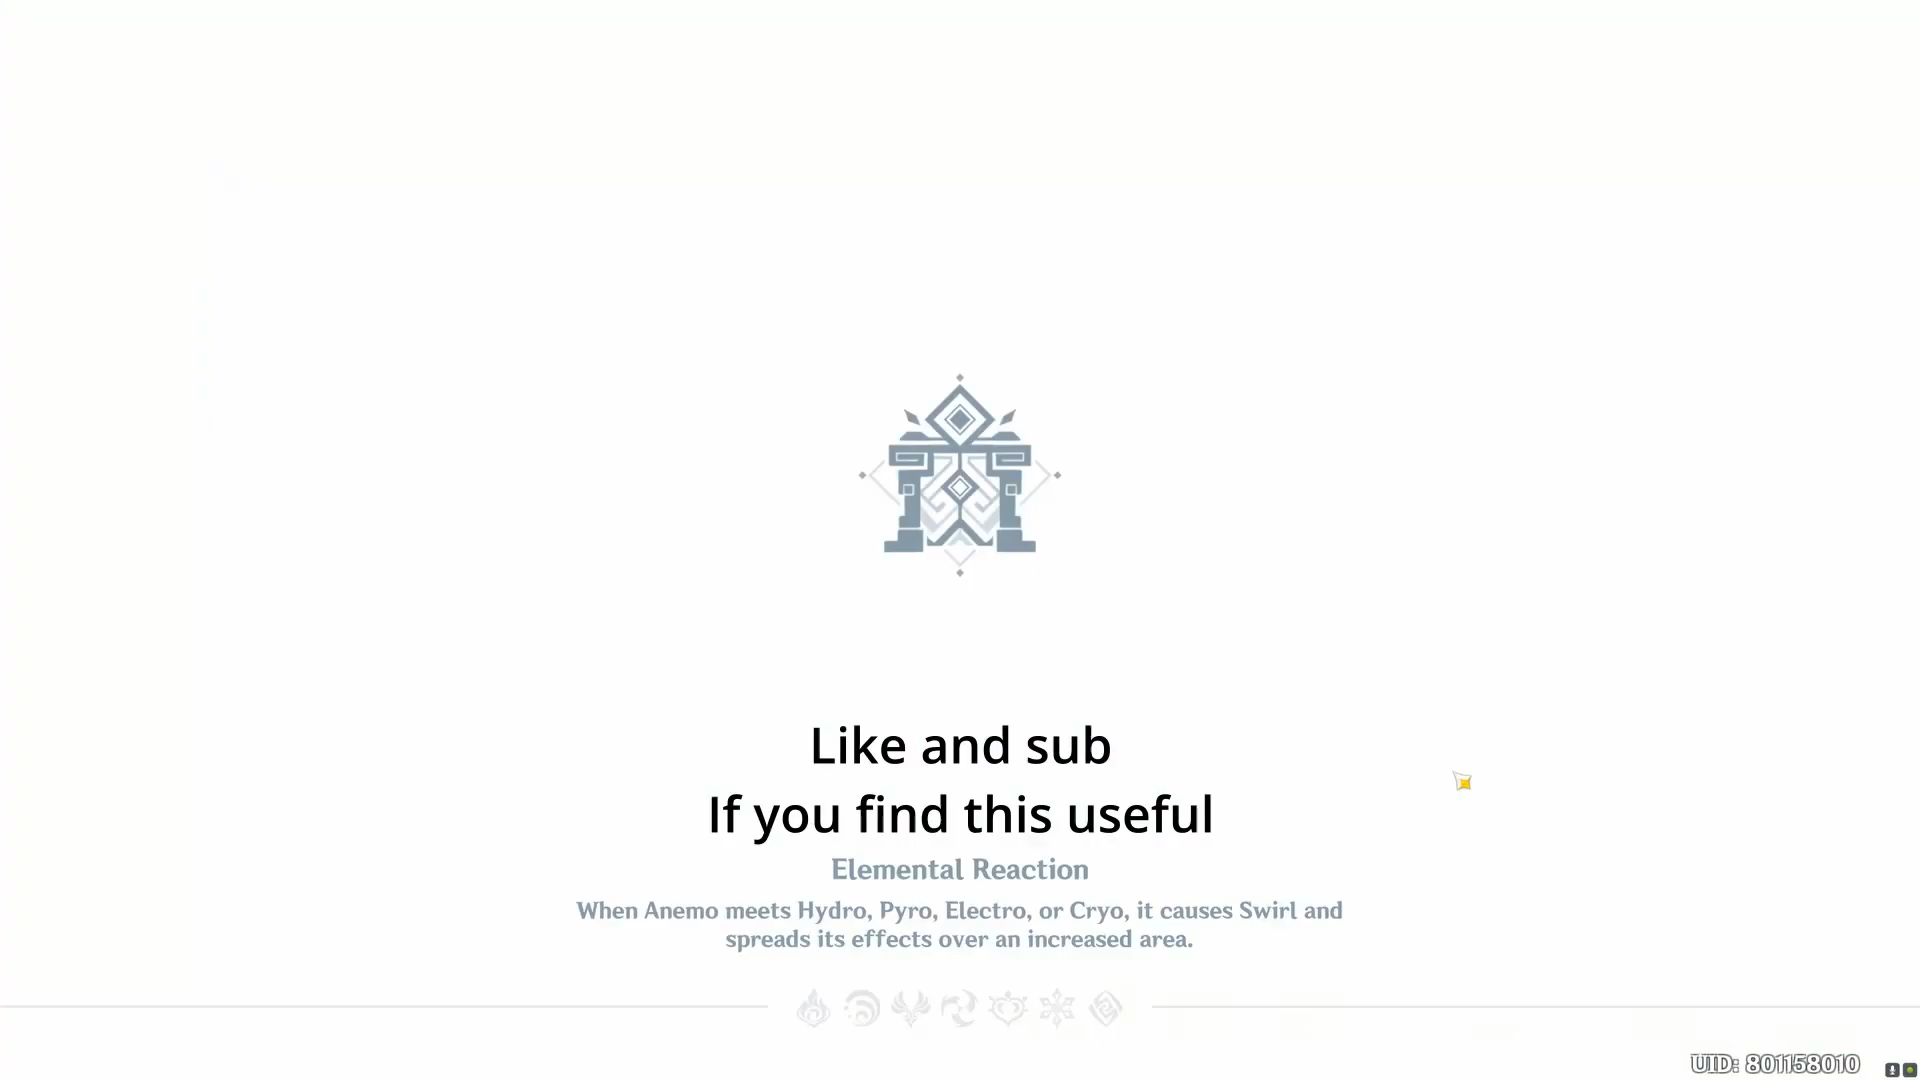 Like and sub
If you find this useful
Elemental Reaction
When Anemo meets Hydro, Pyro, Electro, or Cryo, it causes Swirl and
spreads its effects over an increased area.
UID: 801158010